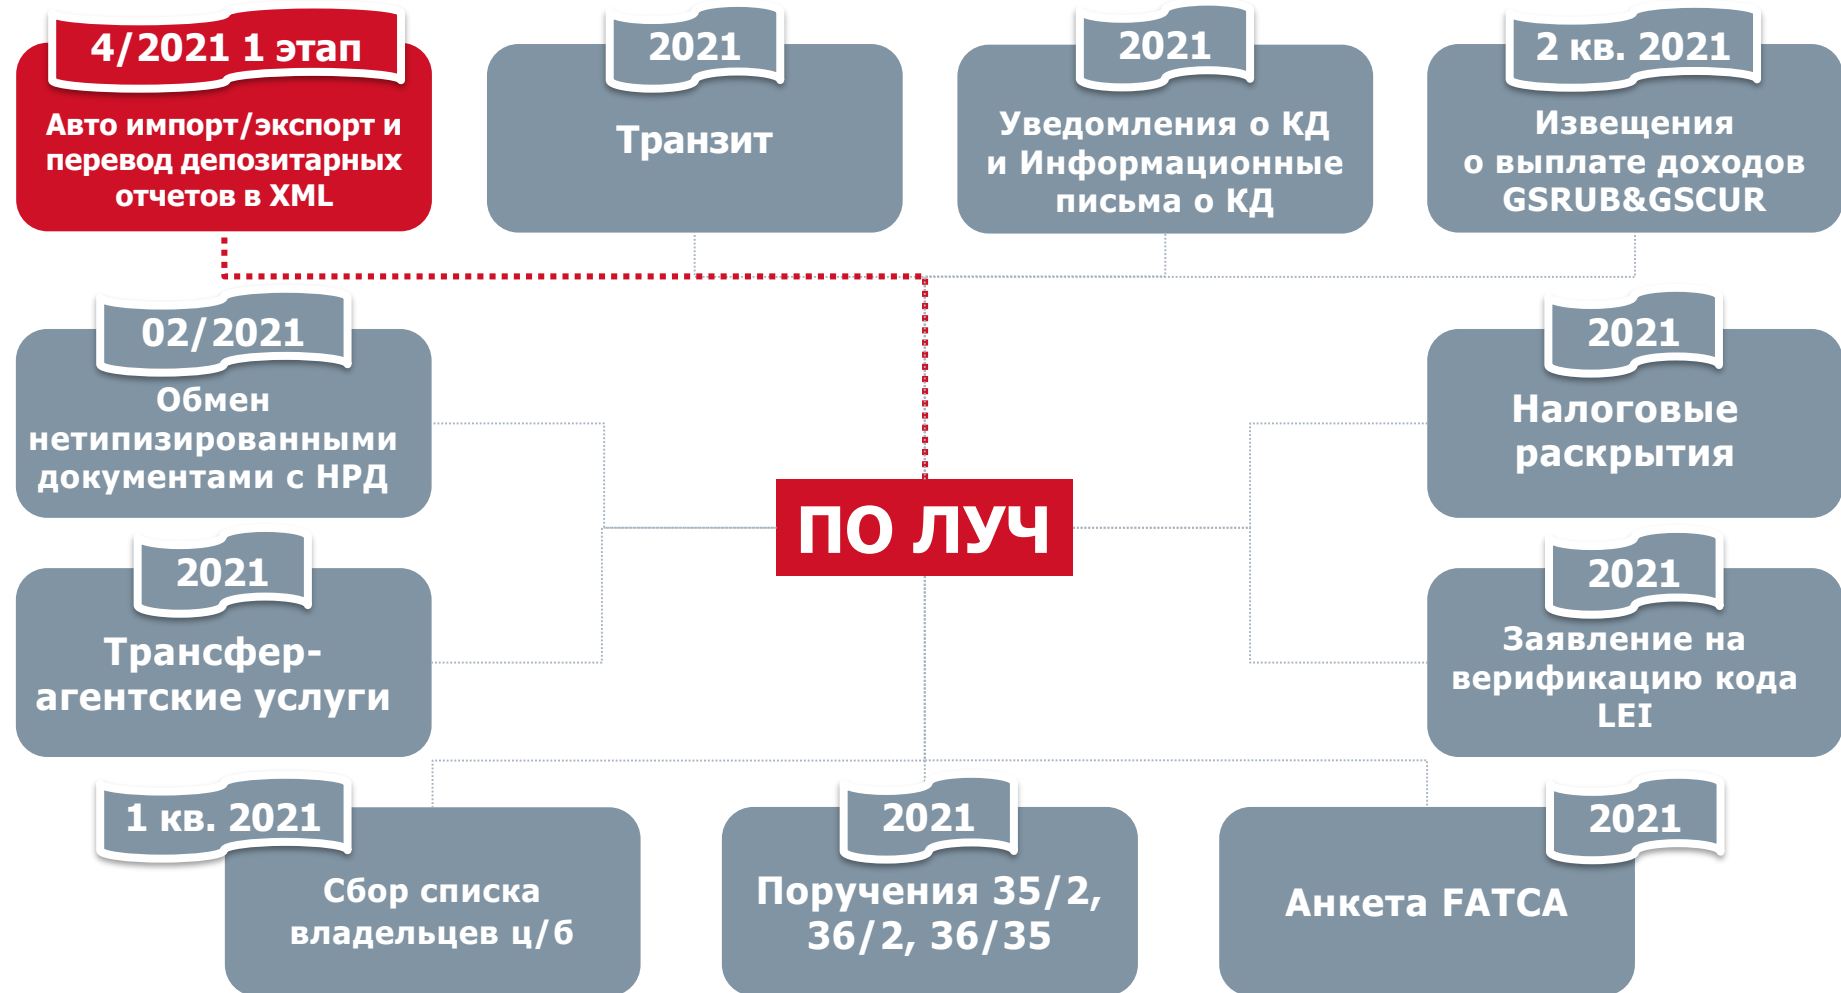 4/2021 1 этап
Авто импорт/экспорт и
перевод депозитарных
отчетов в XML
2021
Транзит
2021
Уведомления о КД
и Информационные
письма о КД
2 кв. 2021
Извещения
о выплате доходов
GSRUB&GSCUR
02/2021
Обмен
нетипизированными
документами с НРД
2021
Налоговые
раскрытия
ПО ЛУЧ
2021
Трансфер-
агентские услуги
2021
Заявление на
верификацию кода
LEI
1 кв. 2021
Сбор списка
владельцев ц/б
2021
Поручения 35/2,
36/2, 36/35
2021
Анкета FATCA